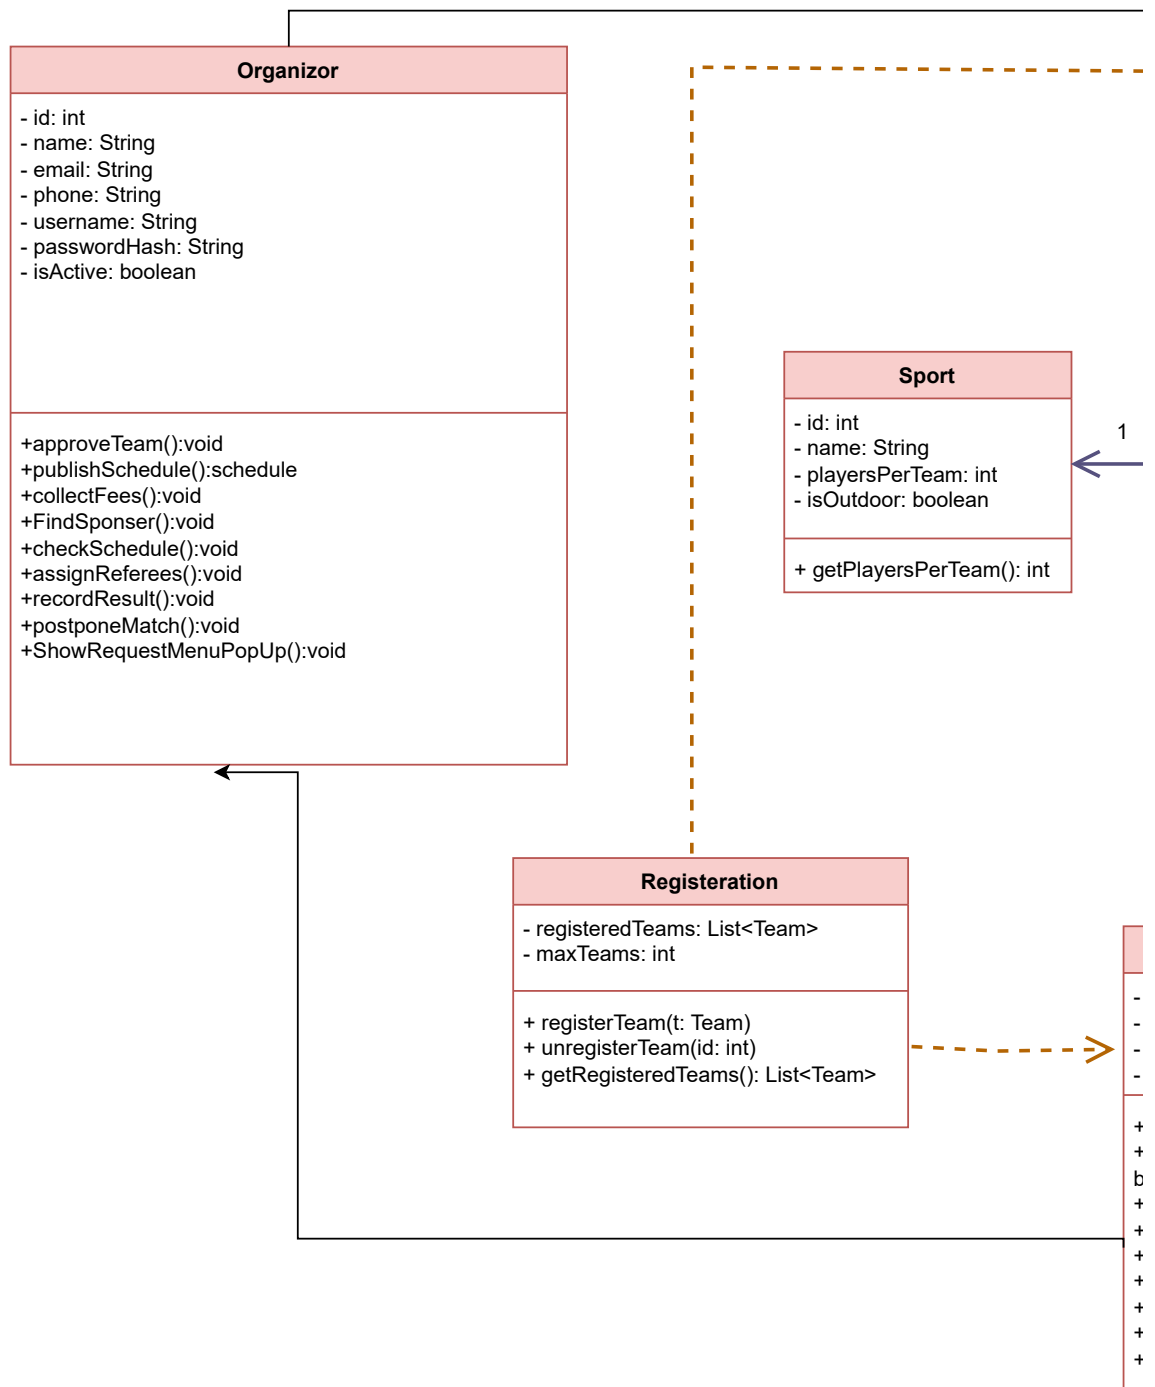 Organizor
- id: int
- name: String
- email: String
- phone: String
- username: String
- passwordHash: String
- isActive: boolean
+approveTeam():void
+publishSchedule():schedule
+collectFees():void
+FindSponser():void
+checkSchedule():void
+assignReferees():void
+recordResult():void
+postponeMatch():void
+ShowRequestMenuPopUp():void
Sport
- id: int
- name: String
- playersPerTeam: int
- isOutdoor: boolean
+ getPlayersPerTeam(): int
1
Registeration
- registeredTeams: List<Team>
- maxTeams: int
+ registerTeam(t: Team)
+ unregisterTeam(id: int)
+ getRegisteredTeams(): List<Team>
-
-
-
-
+
+
b
+
+
+
+
+
+
+